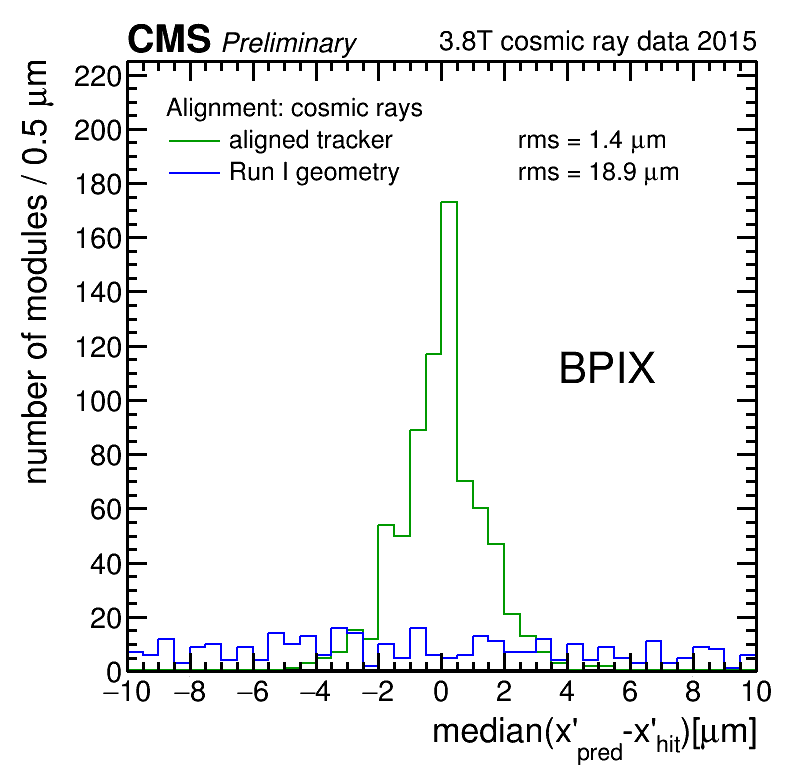 CMS Preliminary 3.8T cosmic ray data 2015
number of modules / 0.5 μm
220
200
180
160
140
120
100
80
60
40
20
0
Alignment: cosmic rays
aligned tracker rms = 1.4 μm
Run I geometry rms = 18.9 μm
BPIX
−10 −8 −6 −4 −2 0 2 4 6 8 10
median(x'pred-x'hit)[μm]